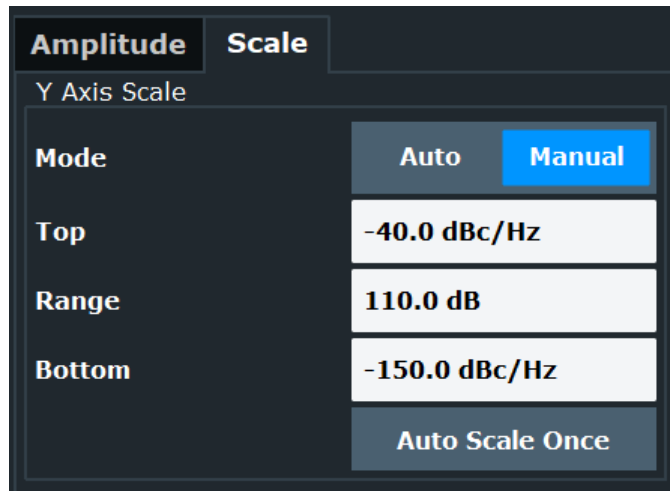 Amplitude Scale
Y Axis Scale
Mode Auto Manual
Top -40.0 dBc/Hz
Range 110.0 dB
Bottom -150.0 dBc/Hz
Auto Scale Once